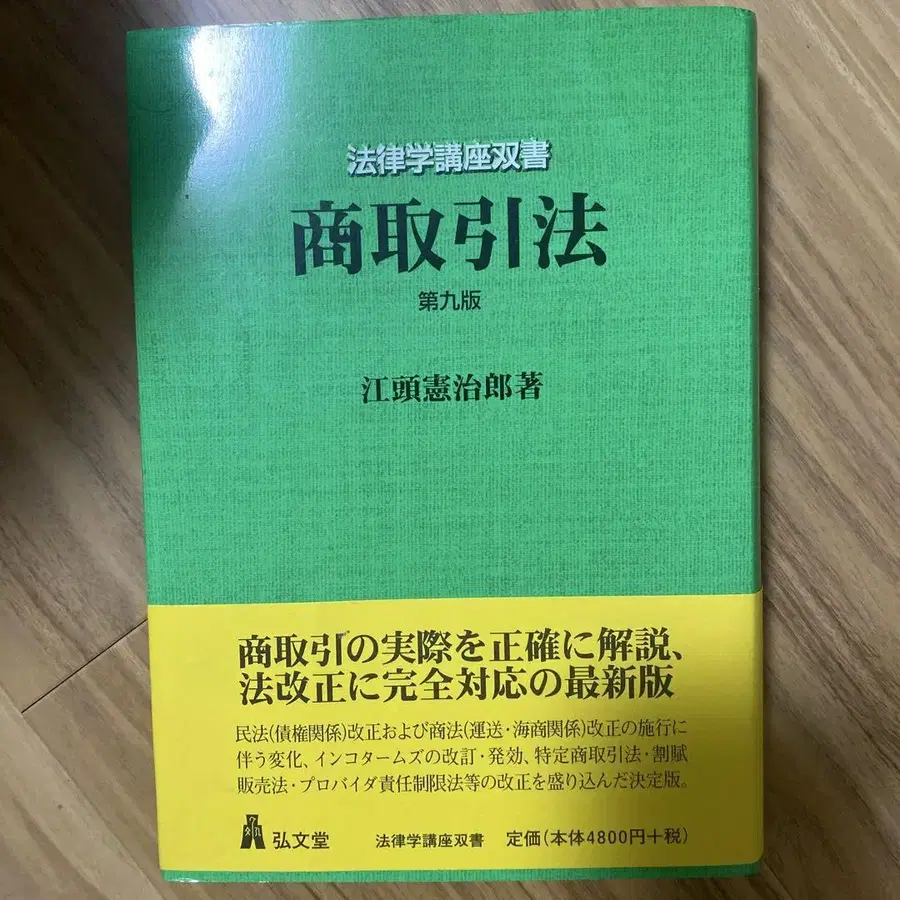 法律学講座双書
商取引法
第九版
江頭憲治郎著
商取引の実際を正確に解説、
法改正に完全対応の最新版
民法(債権関係)改正および商法(運送・海商関係)改正の施行に
伴う変化、インコタームズの改訂・発効、特定商取引法・割賦
販売法・プロバイダ責任制限法等の改正を盛り込んだ決定版。
弘文堂 法律学講座双書 定価(本体4800円+税)